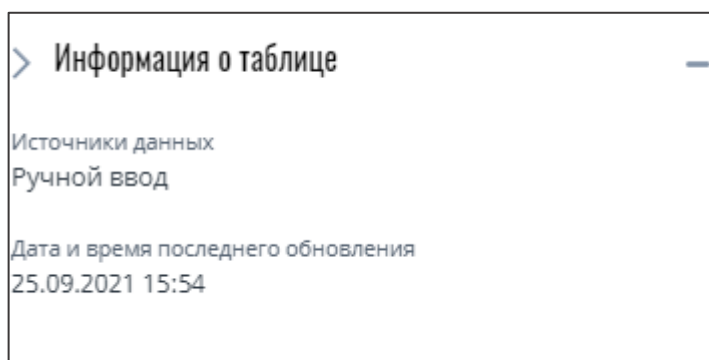 Информация о таблице
Источники данных
Ручной ввод
Дата и время последнего обновления
25.09.2021 15:54